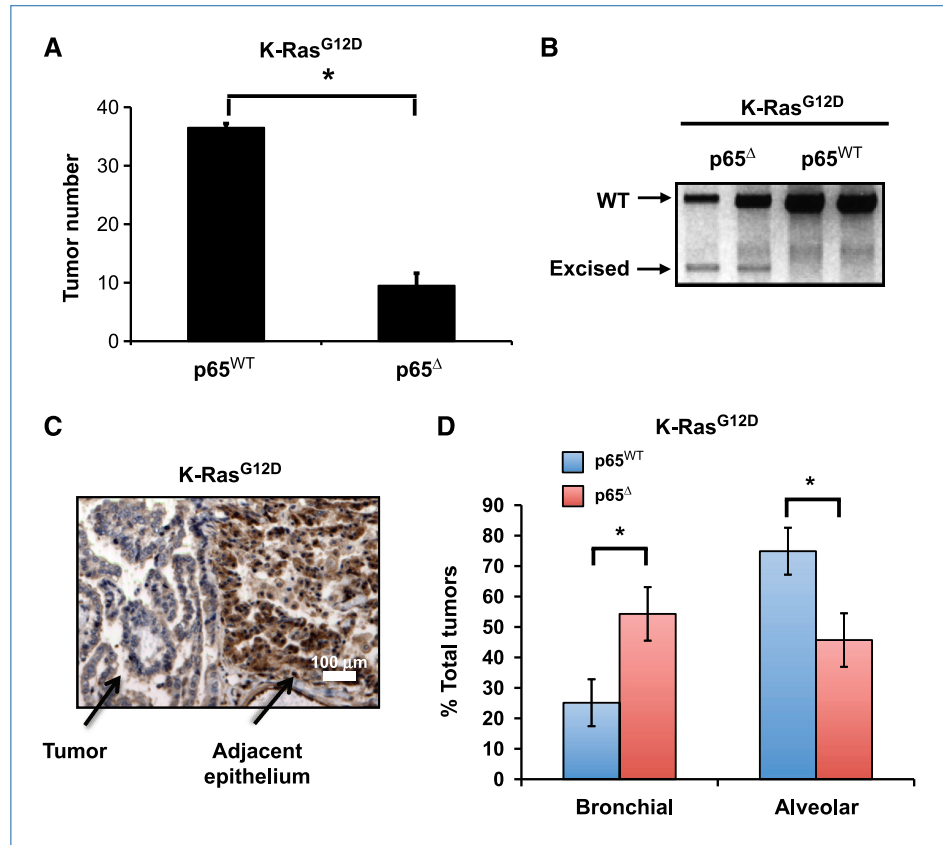 A
K-Ras^G12D
*
Tumor number
40
30
20
10
0
p65^WT
p65^Δ
B
K-Ras^G12D
p65^Δ p65^WT
WT
Excised
C
K-Ras^G12D
100 μm
Tumor
Adjacent
epithelium
D
K-Ras^G12D
p65^WT
p65^Δ
*
*
% Total tumors
90
80
70
60
50
40
30
20
10
0
Bronchial
Alveolar